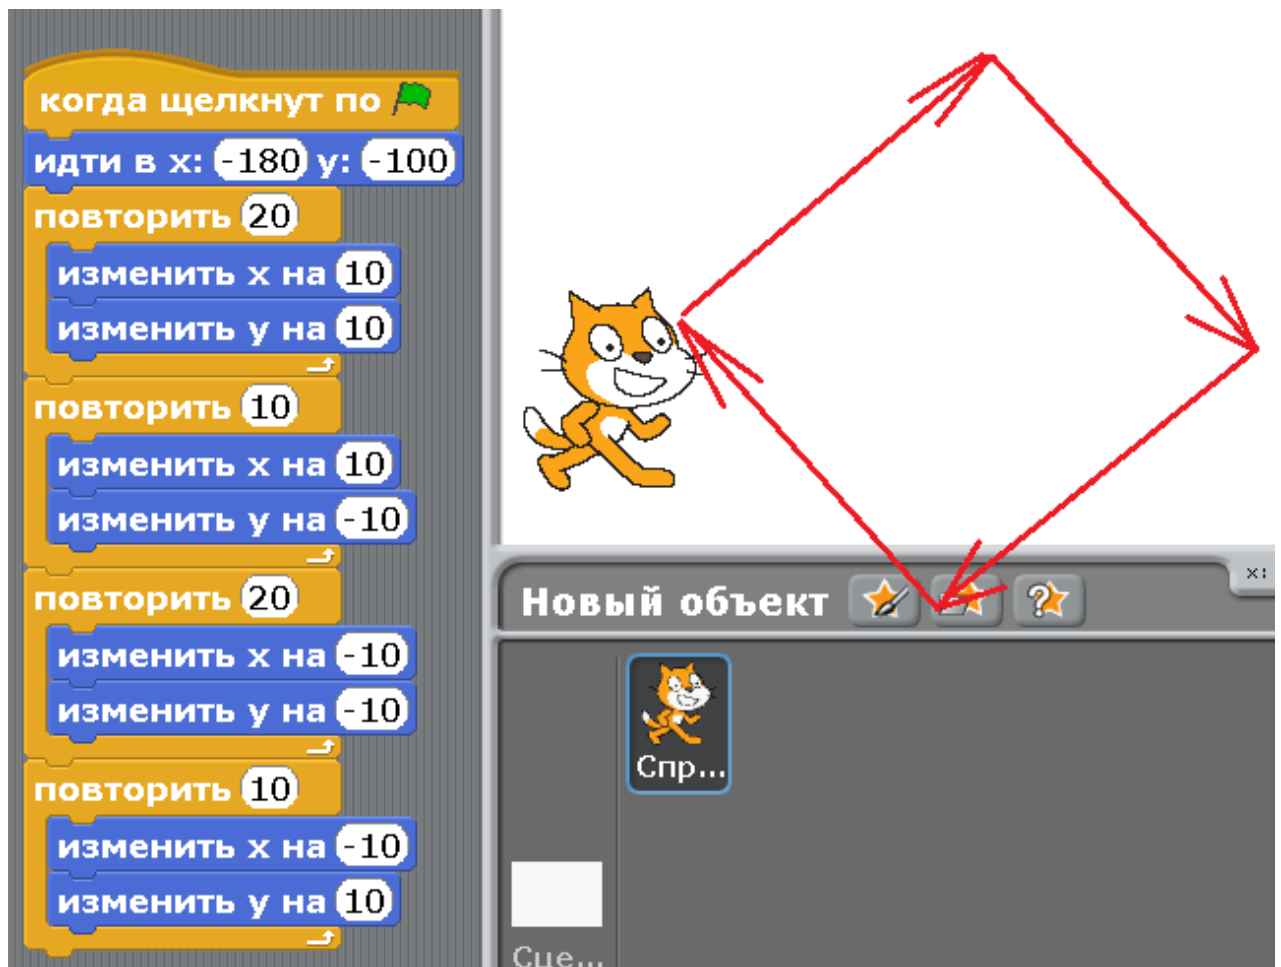 когда щелкнут по
идти в x: -180 y: -100
повторить 20
изменить x на 10
изменить y на 10
повторить 10
изменить x на 10
изменить y на -10
повторить 20
изменить x на -10
изменить y на -10
повторить 10
изменить x на -10
изменить y на 10
x:
Новый объект
Спр...
Сце...